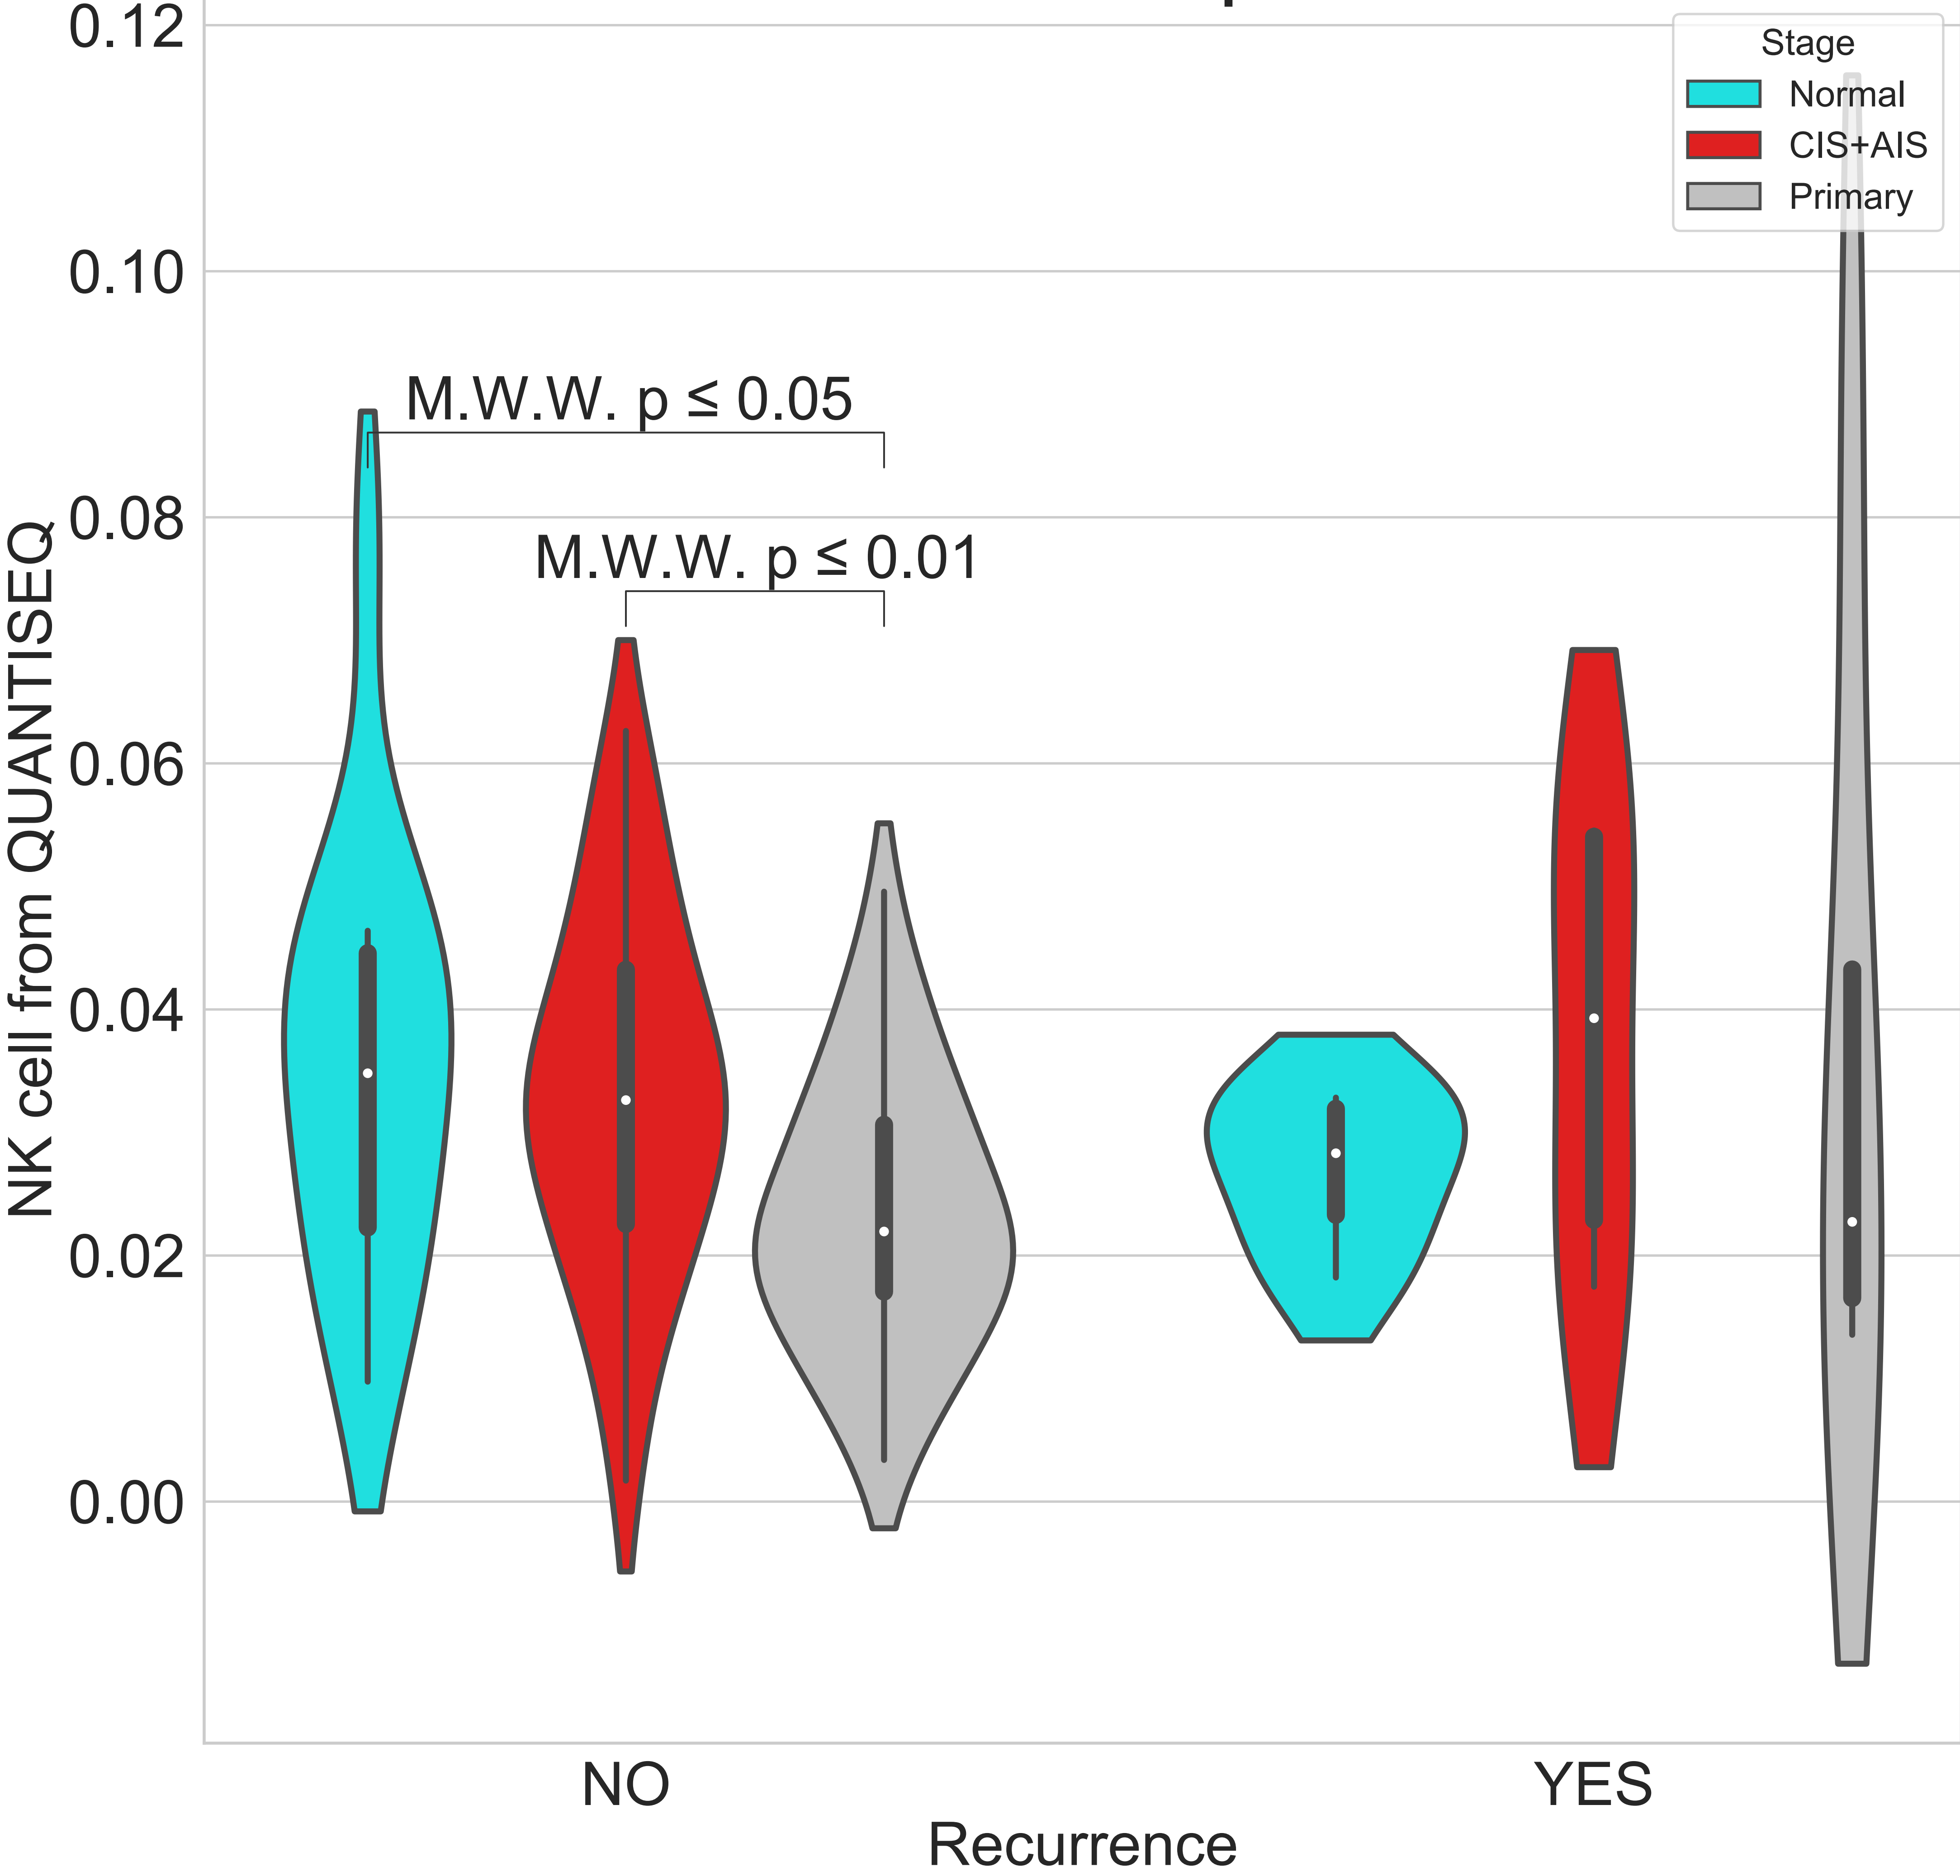 0.12
0.10
0.08
0.06
0.04
0.02
0.00
NK cell from QUANTISEQ
Stage
Normal
CIS+AIS
Primary
M.W.W. p ≤ 0.05
M.W.W. p ≤ 0.01
NO
YES
Recurrence